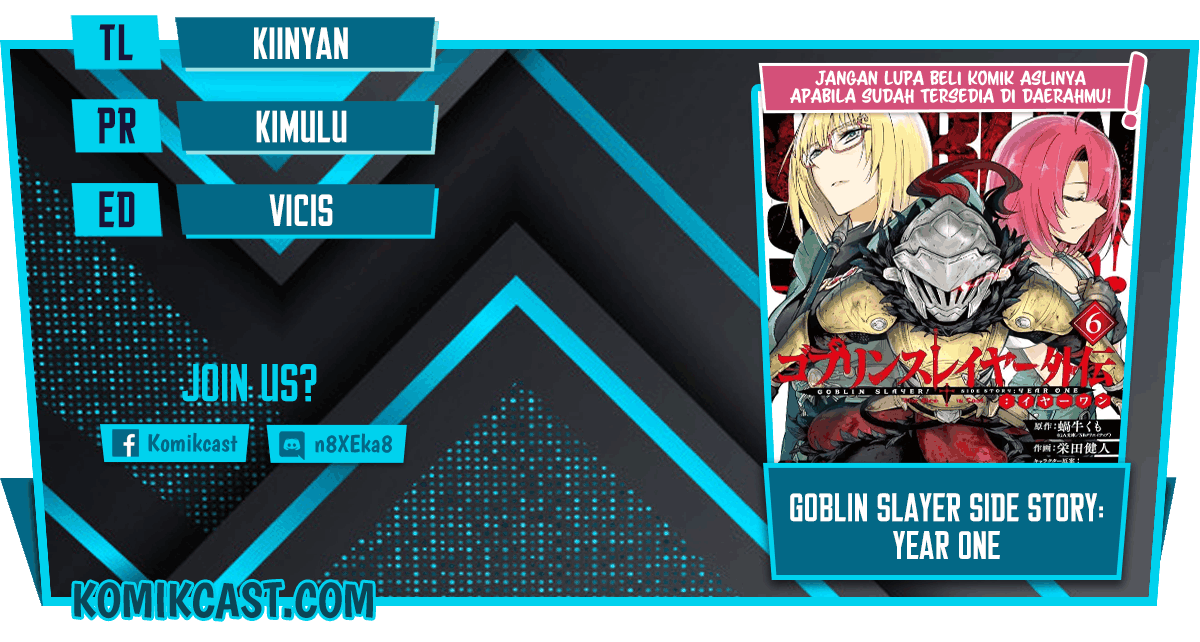 TL KIINYAN
PR KIMULU
ED VICIS
JOIN US?
Komikcast n8XEka8
KOMIKCAST.COM
JANGAN LUPA BELI KOMIK ASLINYA
APABILA SUDAH TERSEDIA DI DAERAHMU!
6
ゴブリンスレイヤー外伝
GOBLIN SLAYER! SIDE STORY: YEAR ONE
:イヤーワン
原作:蝸牛くも
作画:栄田健人
GOBLIN SLAYER SIDE STORY:
YEAR ONE